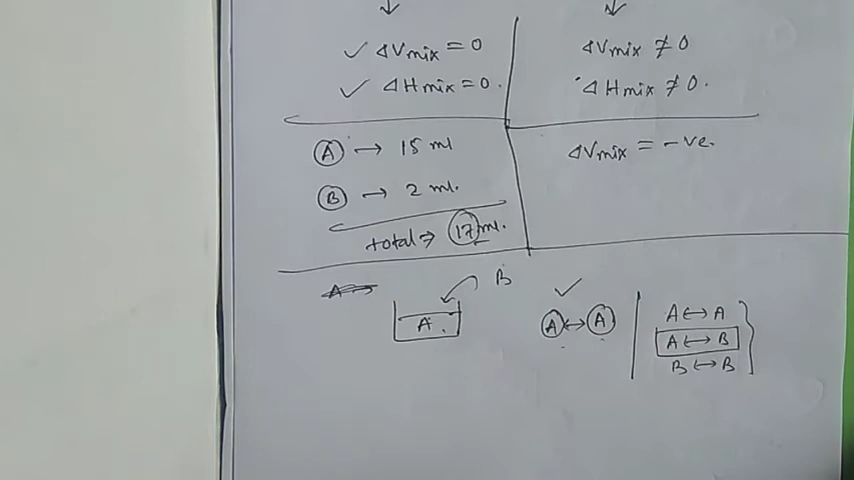 ✓ ΔVmix = 0
✓ ΔHmix = 0.
A → 15 ml
B → 2 ml.
total ⇒ 17 ml.
ΔVmix ≠ 0
ΔHmix ≠ 0.
ΔVmix = -ve.
B
A
✓
A ↔ A
A ↔ A
A ↔ B
B ↔ B